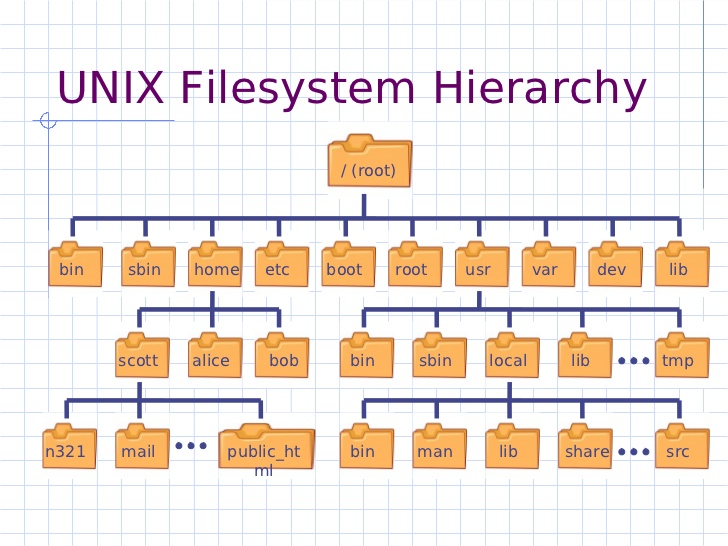 UNIX Filesystem Hierarchy
/ (root)
bin sbin home etc boot root usr var dev lib
scott alice bob bin sbin local lib ••• tmp
n321 mail ••• public_ht bin man lib share ••• src
ml